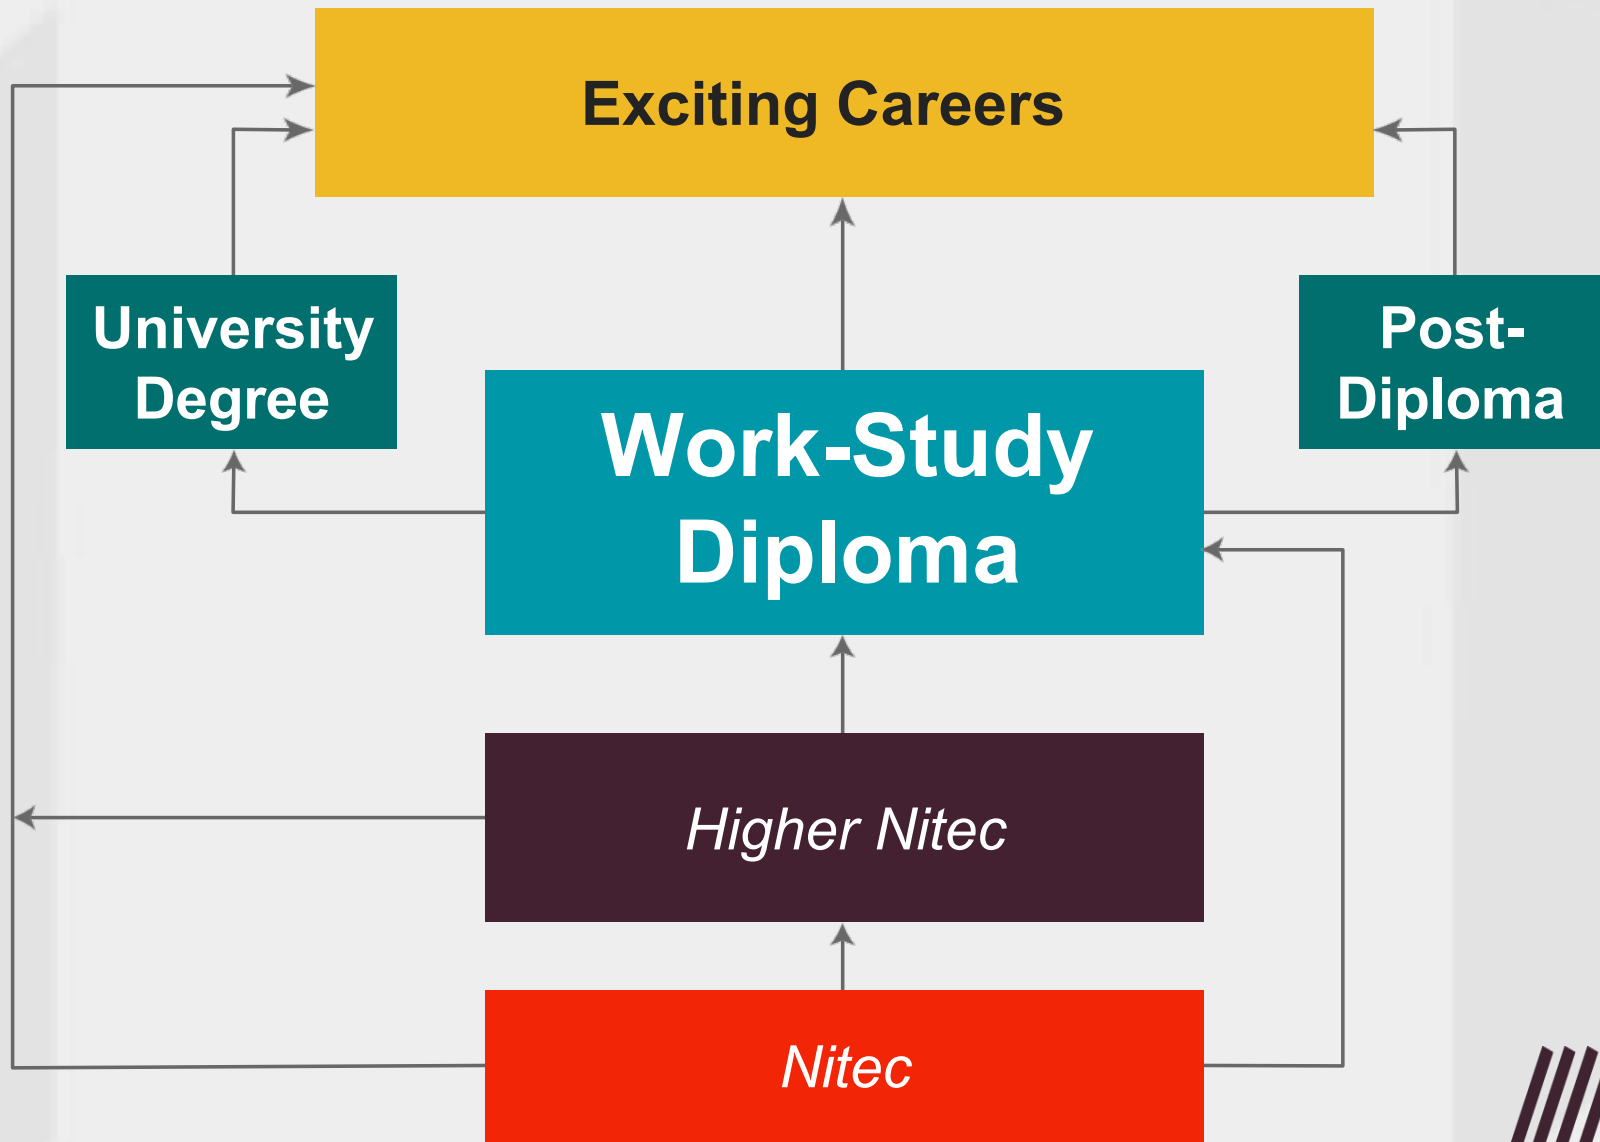 Exciting Careers
University
Degree
Post-
Diploma
Work-Study
Diploma
Higher Nitec
Nitec